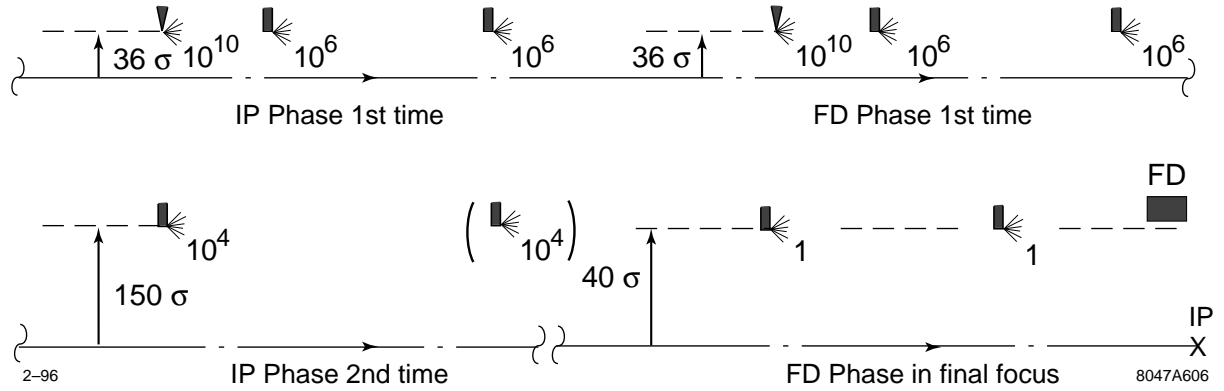 36 σ 10^10 10^6 10^6 36 σ 10^10 10^6 10^6
IP Phase 1st time FD Phase 1st time
FD
10^4 (10^4) 1 1
150 σ 40 σ
IP
X
2–96 IP Phase 2nd time FD Phase in final focus 8047A606